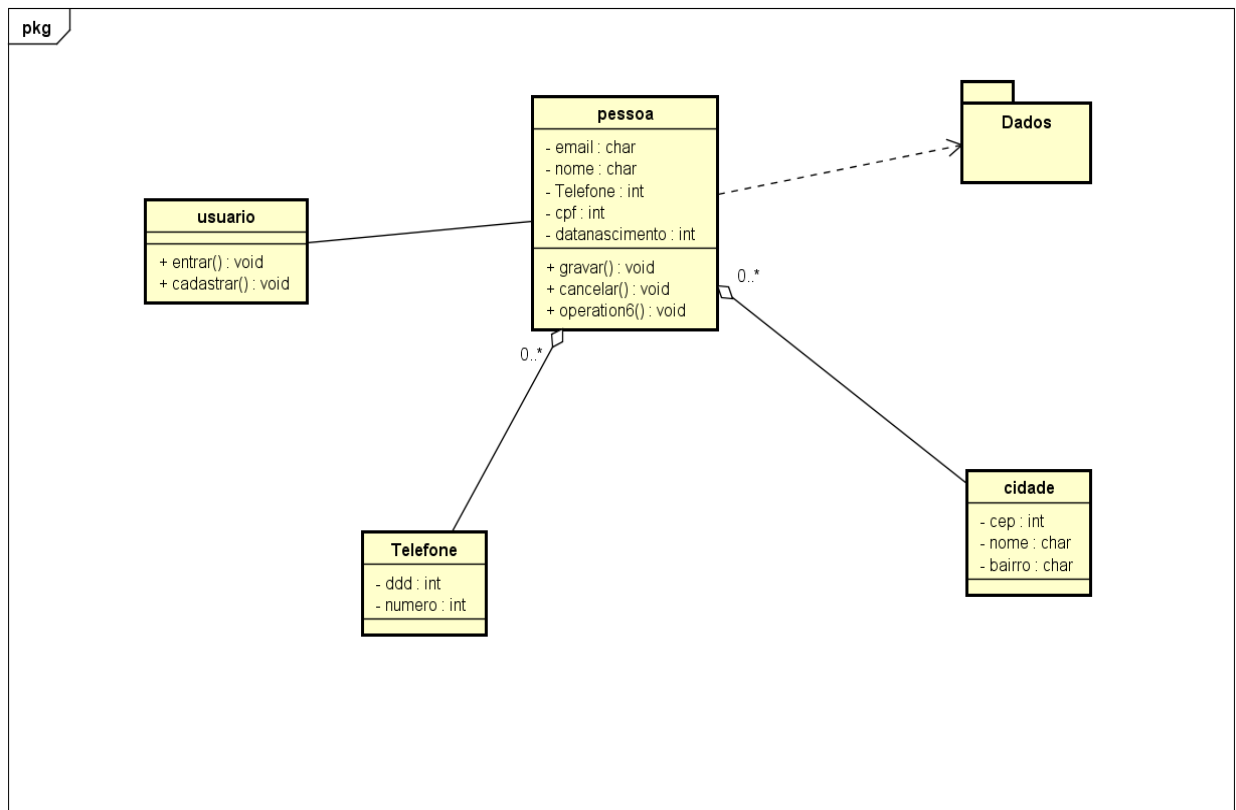 pkg
pessoa
- email : char
- nome : char
- Telefone : int
- cpf : int
- datanascimento : int
+ gravar() : void
+ cancelar() : void
+ operation6() : void
Dados
usuario
+ entrar() : void
+ cadastrar() : void
0..*
0..*
Telefone
- ddd : int
- numero : int
cidade
- cep : int
- nome : char
- bairro : char